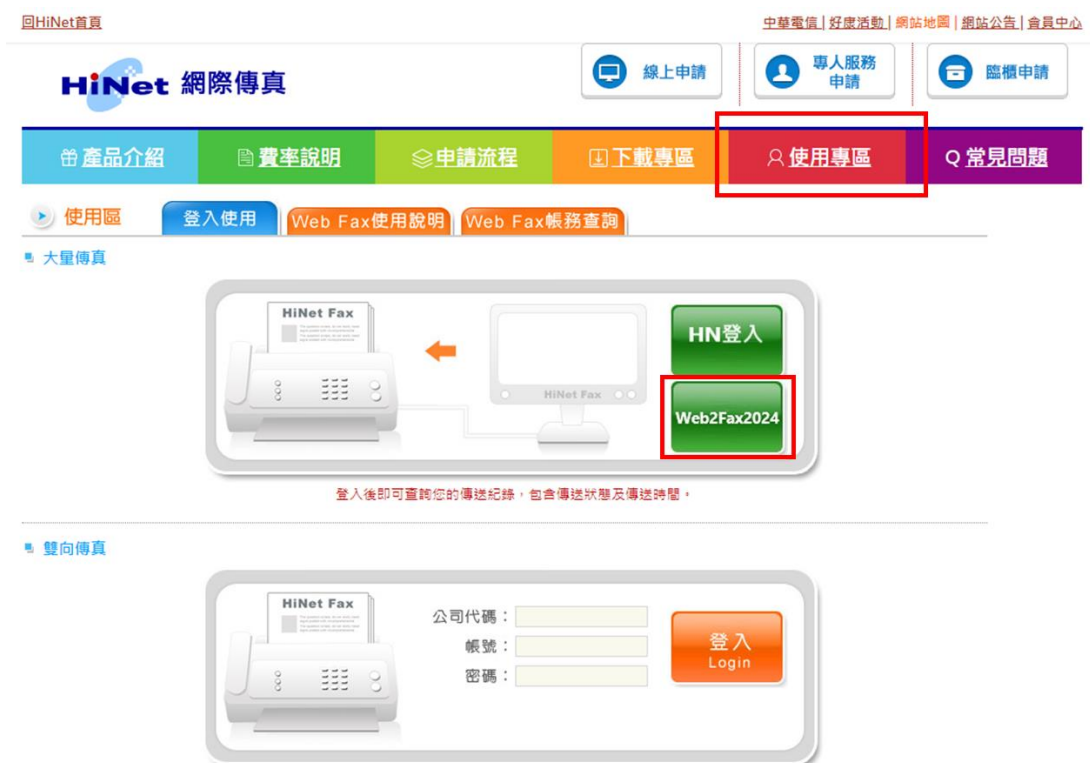 回HiNet首頁
中華電信 | 好康活動 | 網站地圖 | 網站公告 | 會員中心
HiNet 網際傳真
線上申請
專人服務
申請
臨櫃申請
產品介紹
費率說明
申請流程
下載專區
使用專區
Q 常見問題
使用區
登入使用
Web Fax使用說明
Web Fax帳務查詢
大量傳真
HiNet Fax
HiNet Fax
HN登入
Web2Fax2024
登入後即可查詢您的傳送紀錄，包含傳送狀態及傳送時間。
雙向傳真
HiNet Fax
公司代碼：
帳號：
密碼：
登入
Login